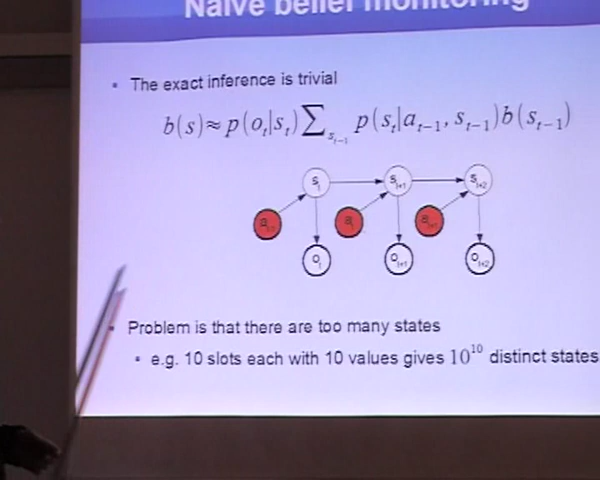 Naïve belief monitoring
The exact inference is trivial
b(s)≈p(o_t|s_t)∑_{s_{t−1}} p(s_t|a_{t−1}, s_{t−1})b(s_{t−1})
s_t s_{t+1} s_{t+2}
a_{t-1} a_t a_{t+1}
o_t o_{t+1} o_{t+2}
Problem is that there are too many states
e.g. 10 slots each with 10 values gives 10^10 distinct states